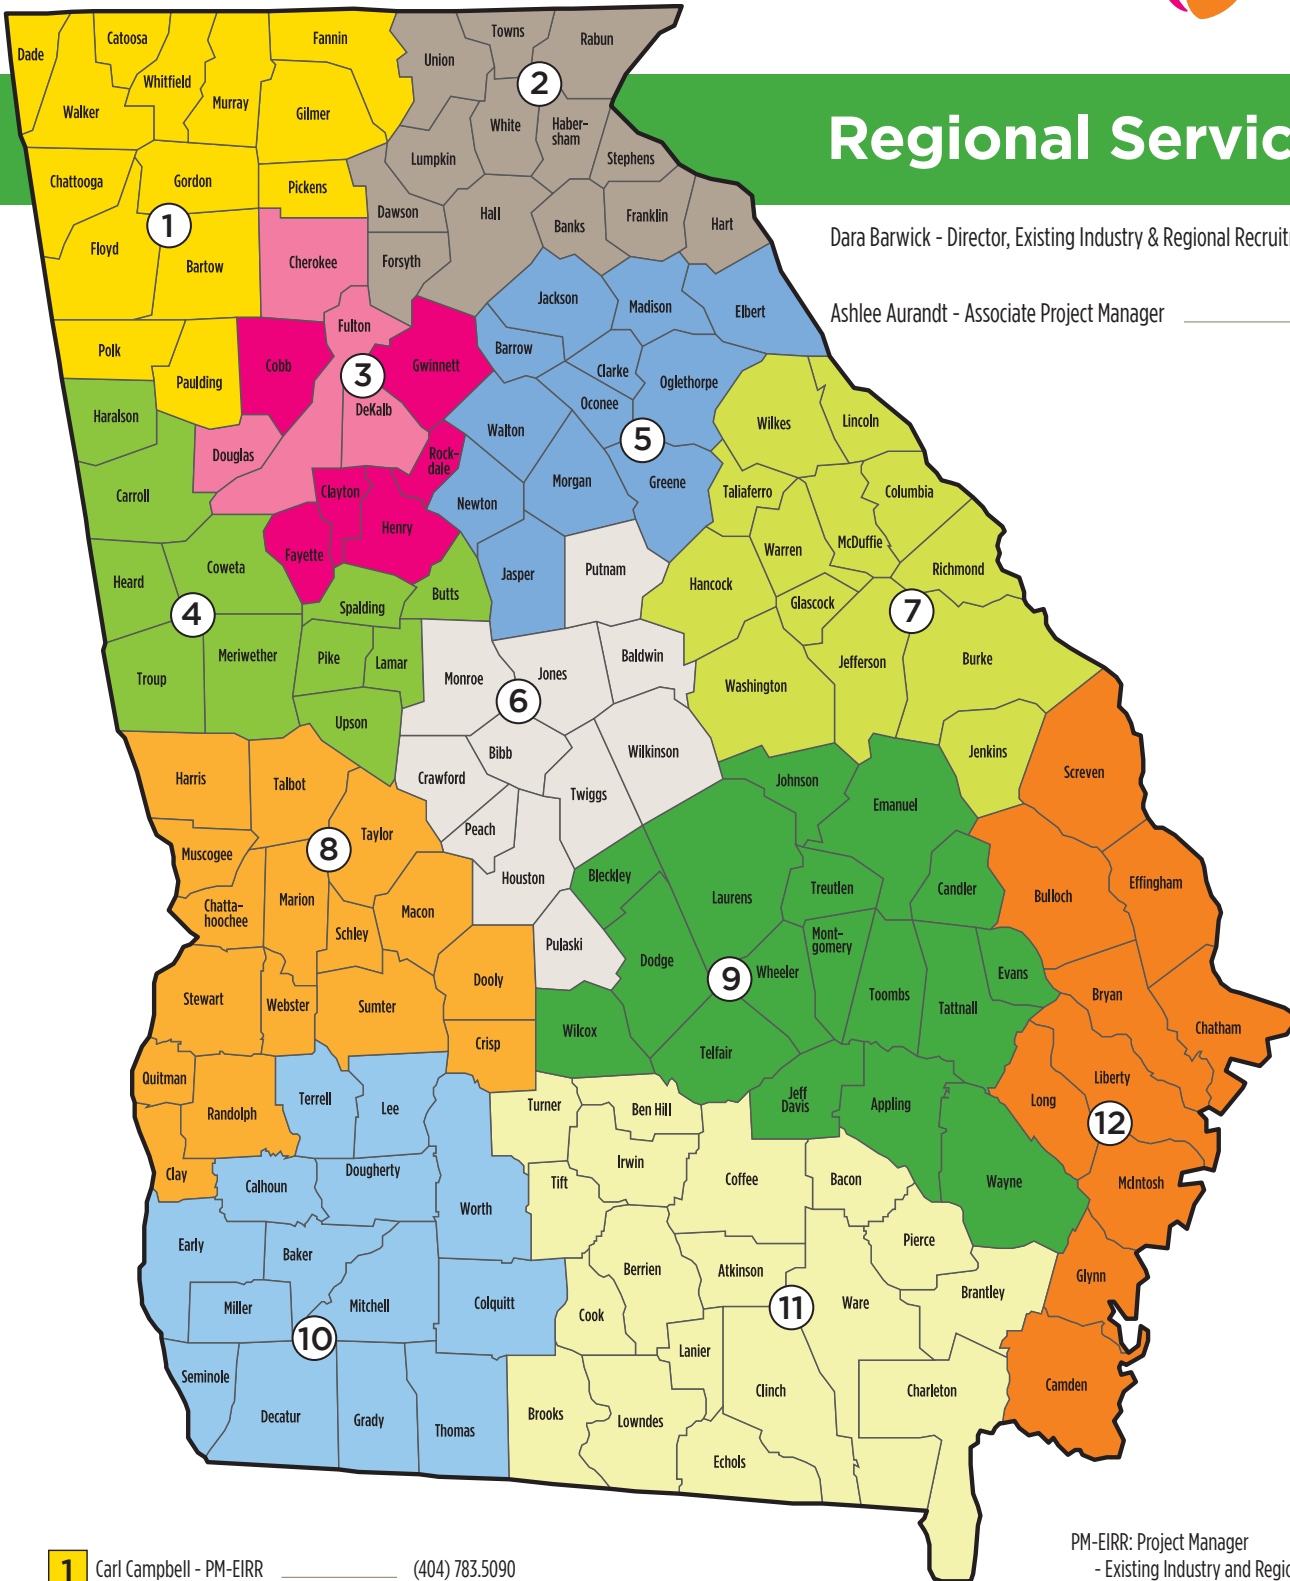 Regional Servic
Dara Barwick - Director, Existing Industry & Regional Recruit
Ashlee Aurandt - Associate Project Manager
Dade
Catoosa
Whitfield
Walker
Murray
Fannin
Gilmer
Chattooga
Gordon
Pickens
1
Floyd
Bartow
Polk
Paulding
Union
Towns
Rabun
2
White
Haber-
sham
Lumpkin
Stephens
Dawson
Hall
Banks
Franklin
Hart
Forsyth
Cherokee
Fulton
Cobb
3
Gwinnett
DeKalb
Douglas
Rock-
dale
Clayton
Henry
Fayette
Haralson
Carroll
Heard
Coweta
Spalding
Butts
4
Troup
Meriwether
Pike
Lamar
Upson
Jackson
Madison
Elbert
Barrow
Clarke
Oglethorpe
Oconee
Walton
5
Morgan
Greene
Newton
Jasper
Putnam
Monroe
Jones
Baldwin
6
Bibb
Wilkinson
Crawford
Twiggs
Peach
Houston
Pulaski
Wilkes
Lincoln
Taliaferro
Columbia
Warren
McDuffie
Hancock
Glascock
Richmond
7
Washington
Jefferson
Burke
Jenkins
Harris
Talbot
Taylor
Muscogee
8
Chatta-
hoochee
Marion
Schley
Macon
Stewart
Webster
Sumter
Dooly
Crisp
Quitman
Randolph
Clay
Johnson
Emanuel
Bleckley
Laurens
Treutlen
Candler
Dodge
9
Wheeler
Mont-
gomery
Toombs
Tattnall
Evans
Wilcox
Telfair
Jeff
Davis
Appling
Wayne
Terrell
Lee
Calhoun
Dougherty
Worth
Early
Baker
Miller
Mitchell
Colquitt
10
Seminole
Decatur
Grady
Thomas
Turner
Ben Hill
Irwin
Tift
Coffee
Bacon
Pierce
Berrien
Atkinson
Cook
11
Ware
Brantley
Lanier
Clinch
Charleton
Brooks
Lowndes
Echols
Screven
Bulloch
Effingham
Bryan
Chatham
Liberty
Long
12
McIntosh
Glynn
Camden
1 Carl Campbell - PM-EIRR (404) 783.5090
PM-EIRR: Project Manager
- Existing Industry and Regio